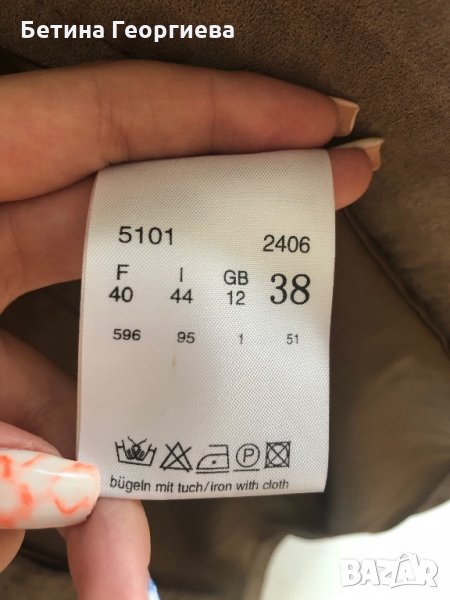 Бетина Георгиева
5101 2406
F I GB 38
40 44 12
596 95 1 51
P
bügeln mit tuch/iron with cloth
BAZAR